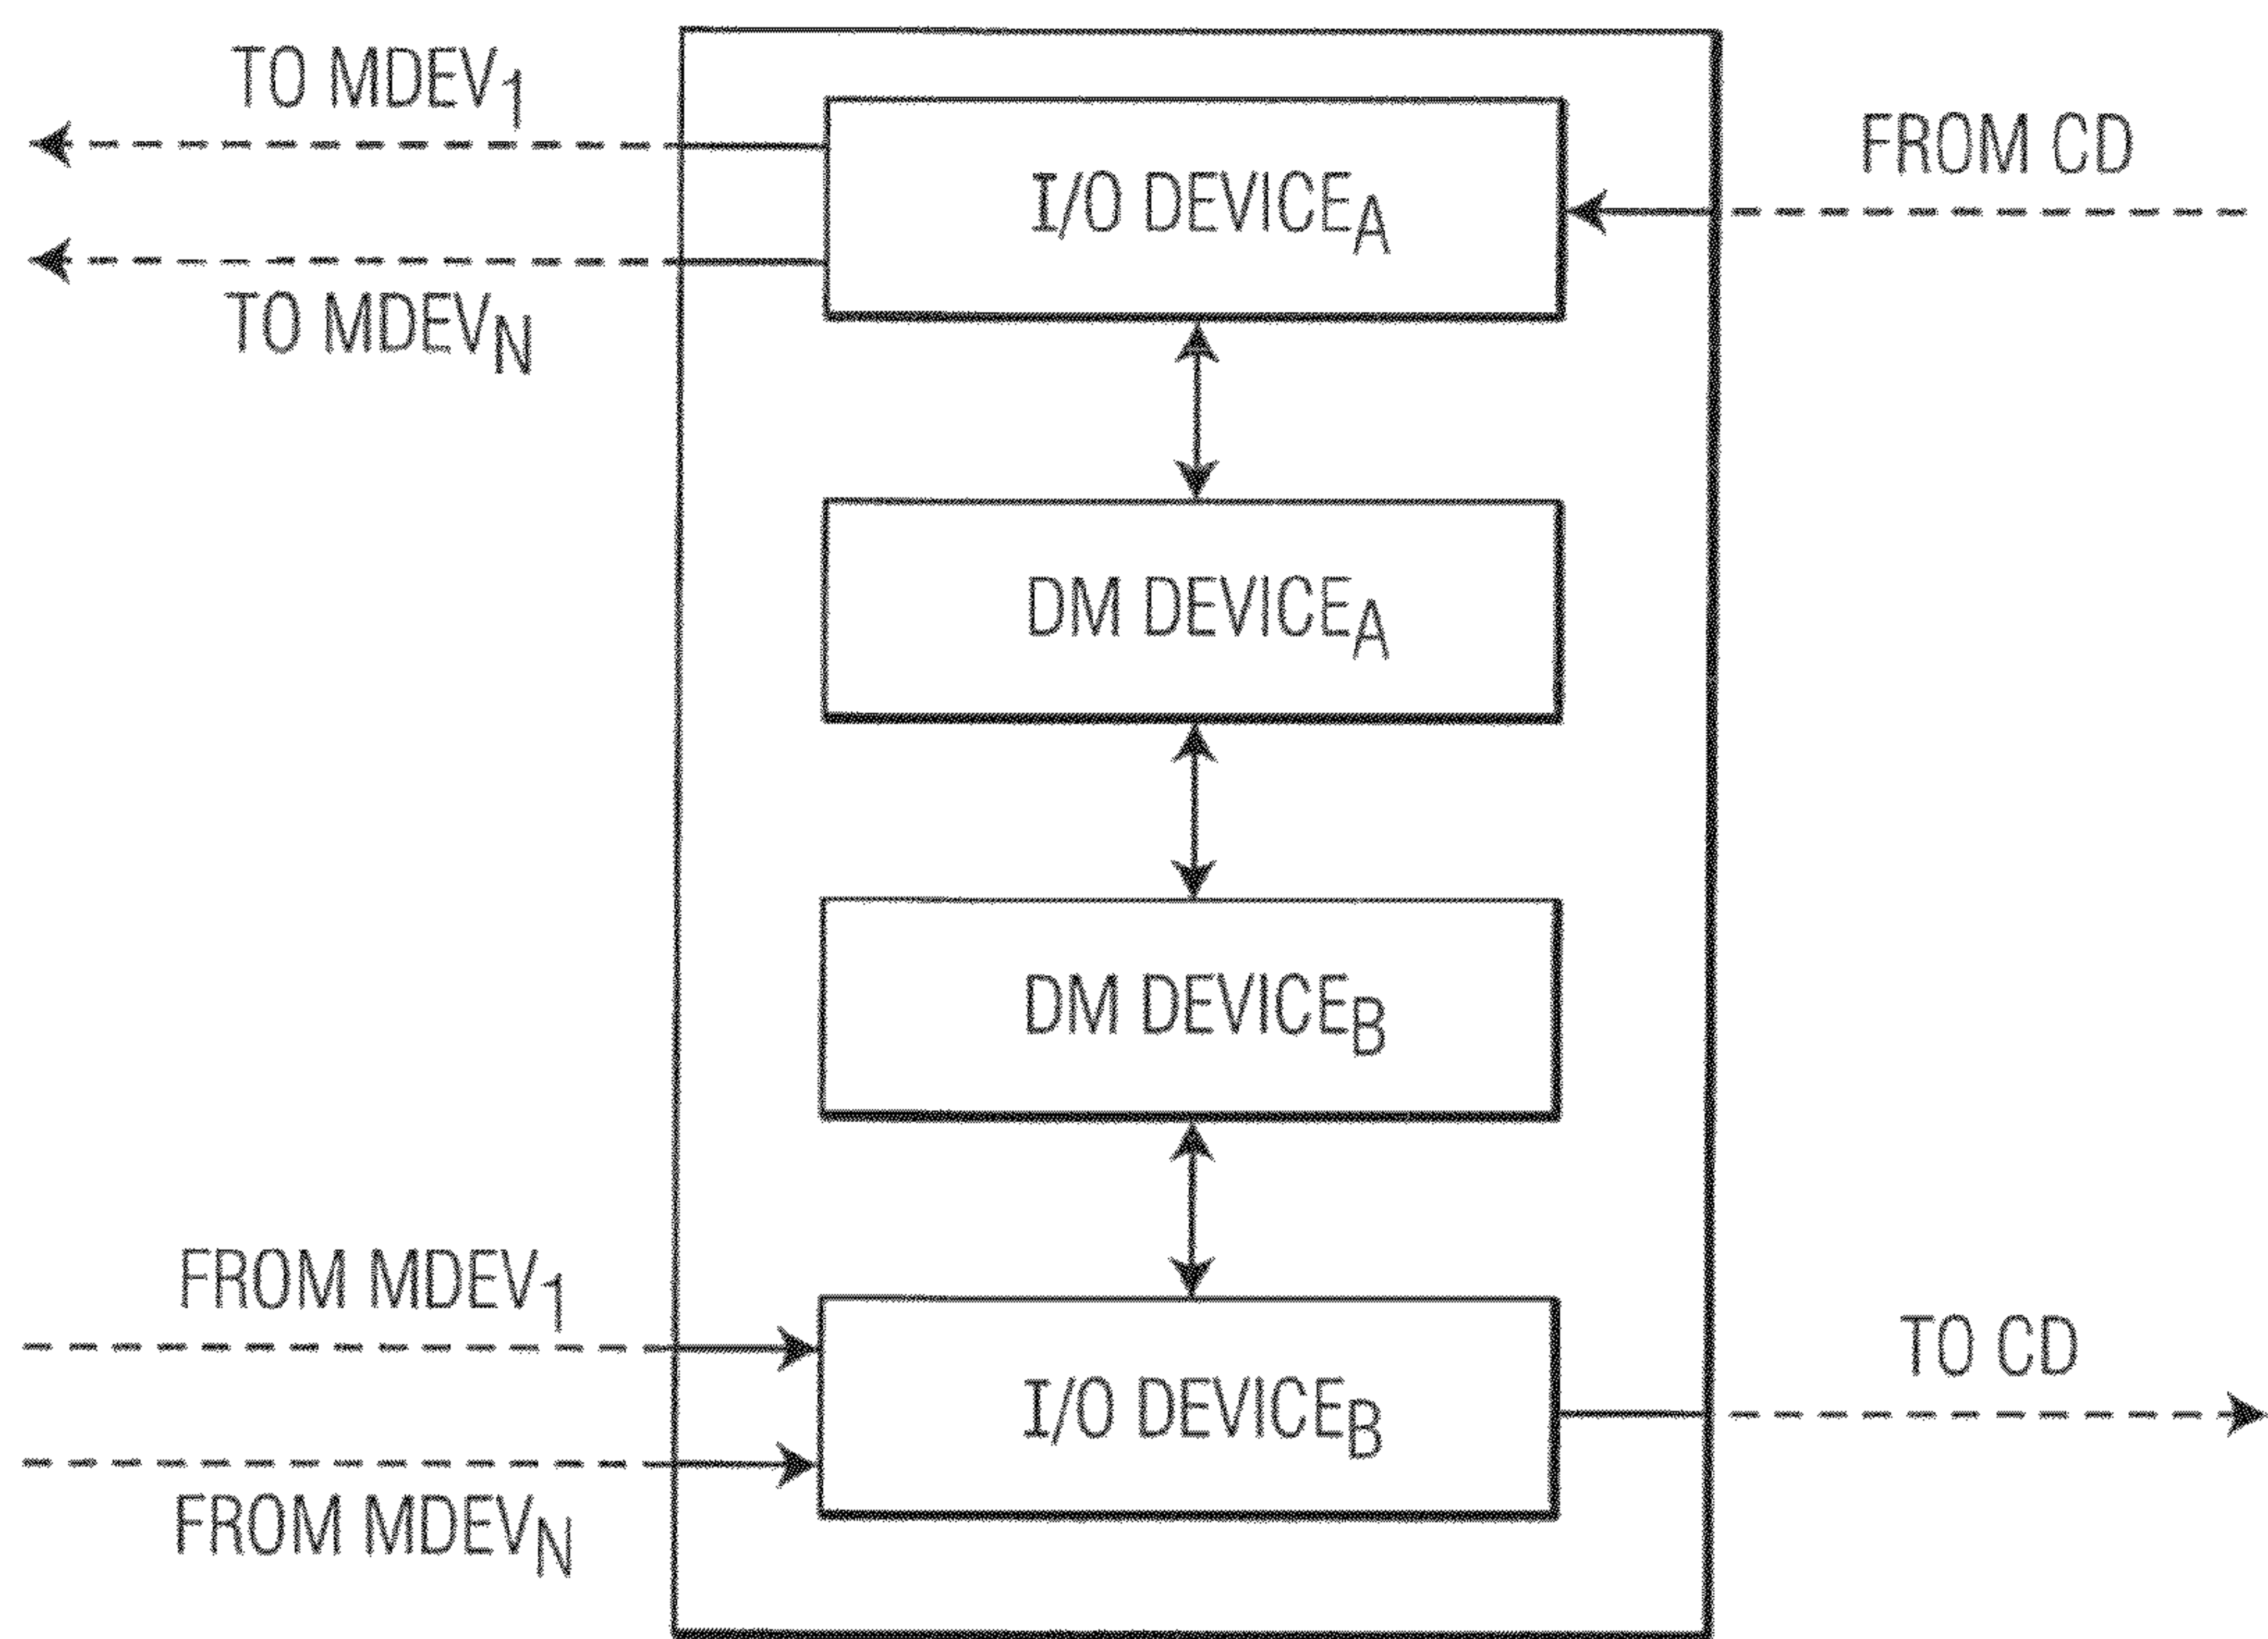 TO MDEV1
FROM CD
I/O DEVICEA
TO MDEVN
DM DEVICEA
DM DEVICEB
FROM MDEV1
TO CD
I/O DEVICEB
FROM MDEVN